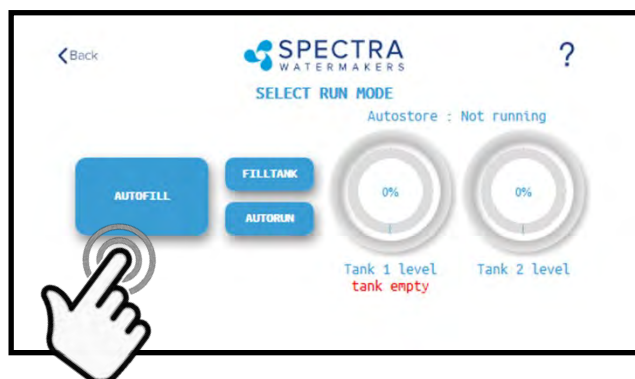 Back
SPECTRA
WATERMAKERS
?
SELECT RUN MODE
Autostore : Not running
AUTOFILL
FILLTANK
AUTORUN
0%
0%
Tank 1 level
tank empty
Tank 2 level